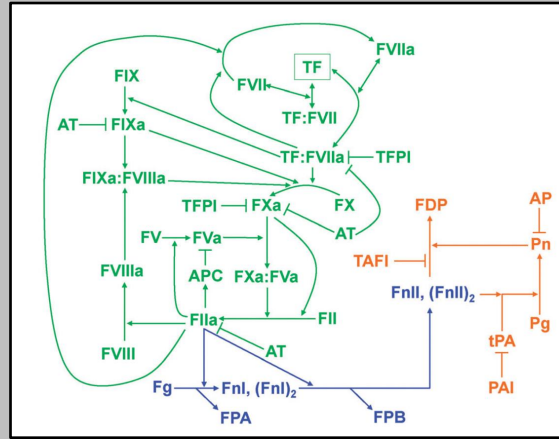 FVIIa
FIX
TF
FVII
TF:FVII
AT
FIXa
TF:FVIIa
TFPI
FIXa:FVIIIa
TFPI
FXa
FX
FDP
AP
FV
FVa
AT
Pn
TAFI
FVIIIa
APC
FXa:FVa
FnII, (FnII)2
FIIa
FII
Pg
tPA
FVIII
AT
PAI
Fg
FnI, (FnI)2
FPA
FPB